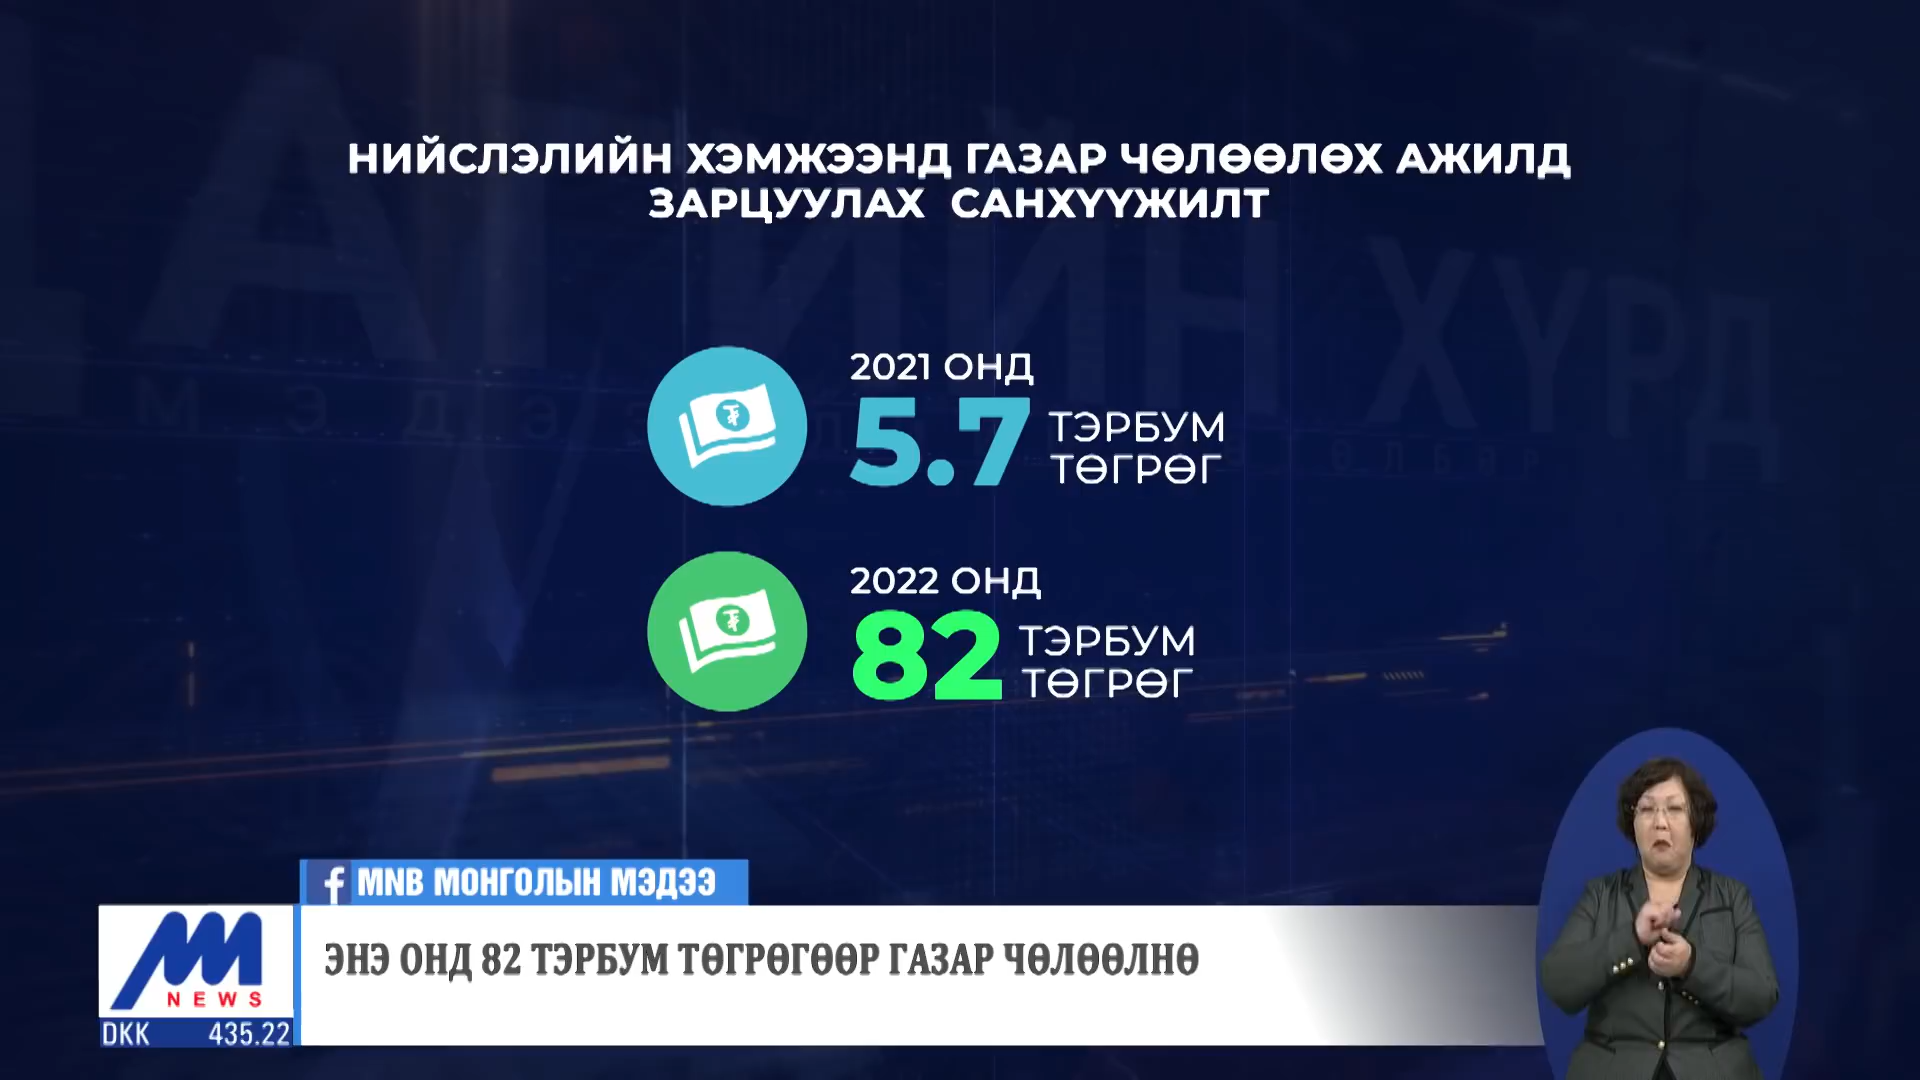 НИЙСЛЭЛИЙН ХЭМЖЭЭНД ГАЗАР ЧӨЛӨӨЛӨХ АЖИЛД
ЗАРЦУУЛАХ САНХҮҮЖИЛТ
2021 ОНД
5.7 ТЭРБУМ
ТӨГРӨГ
2022 ОНД
82 ТЭРБУМ
ТӨГРӨГ
MNB МОНГОЛЫН МЭДЭЭ
ЭНЭ ОНД 82 ТЭРБУМ ТӨГРӨГӨӨР ГАЗАР ЧӨЛӨӨЛНӨ
NEWS
DKK 435.22